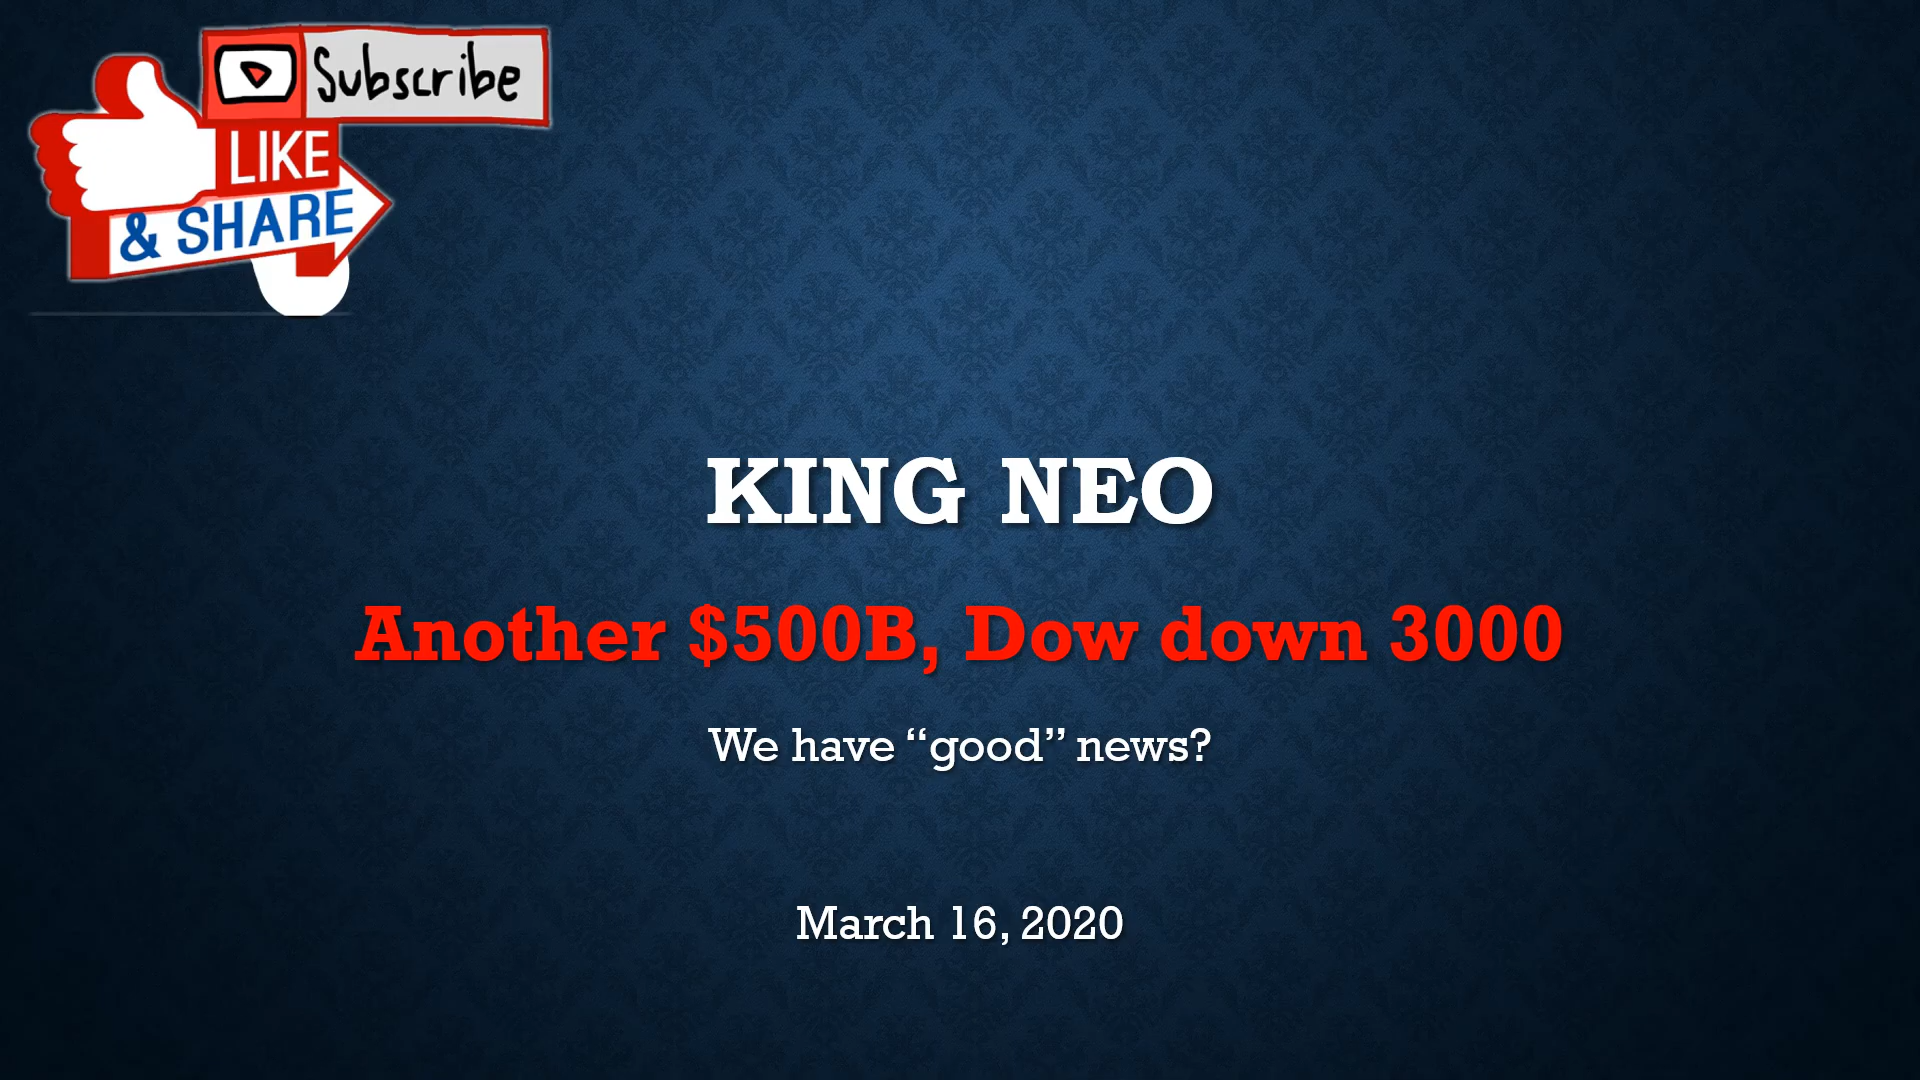 Subscribe
LIKE
& SHARE
KING NEO
Another $500B, Dow down 3000
We have “good” news?
March 16, 2020